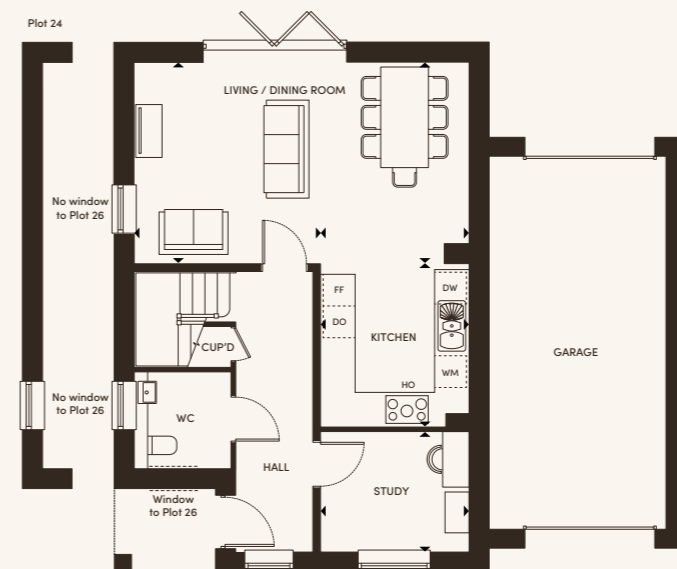 Plot 24
LIVING / DINING ROOM
No window
to Plot 26
FF
DW
DO
KITCHEN
CUP'D
GARAGE
WM
HO
No window
to Plot 26
WC
HALL
STUDY
Window
to Plot 26